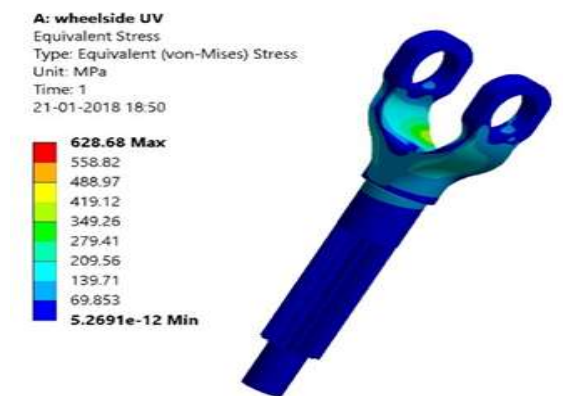 A: wheelside UV
Equivalent Stress
Type: Equivalent (von-Mises) Stress
Unit: MPa
Time: 1
21-01-2018 18:50
628.68 Max
558.82
488.97
419.12
349.26
279.41
209.56
139.71
69.853
5.2691e-12 Min